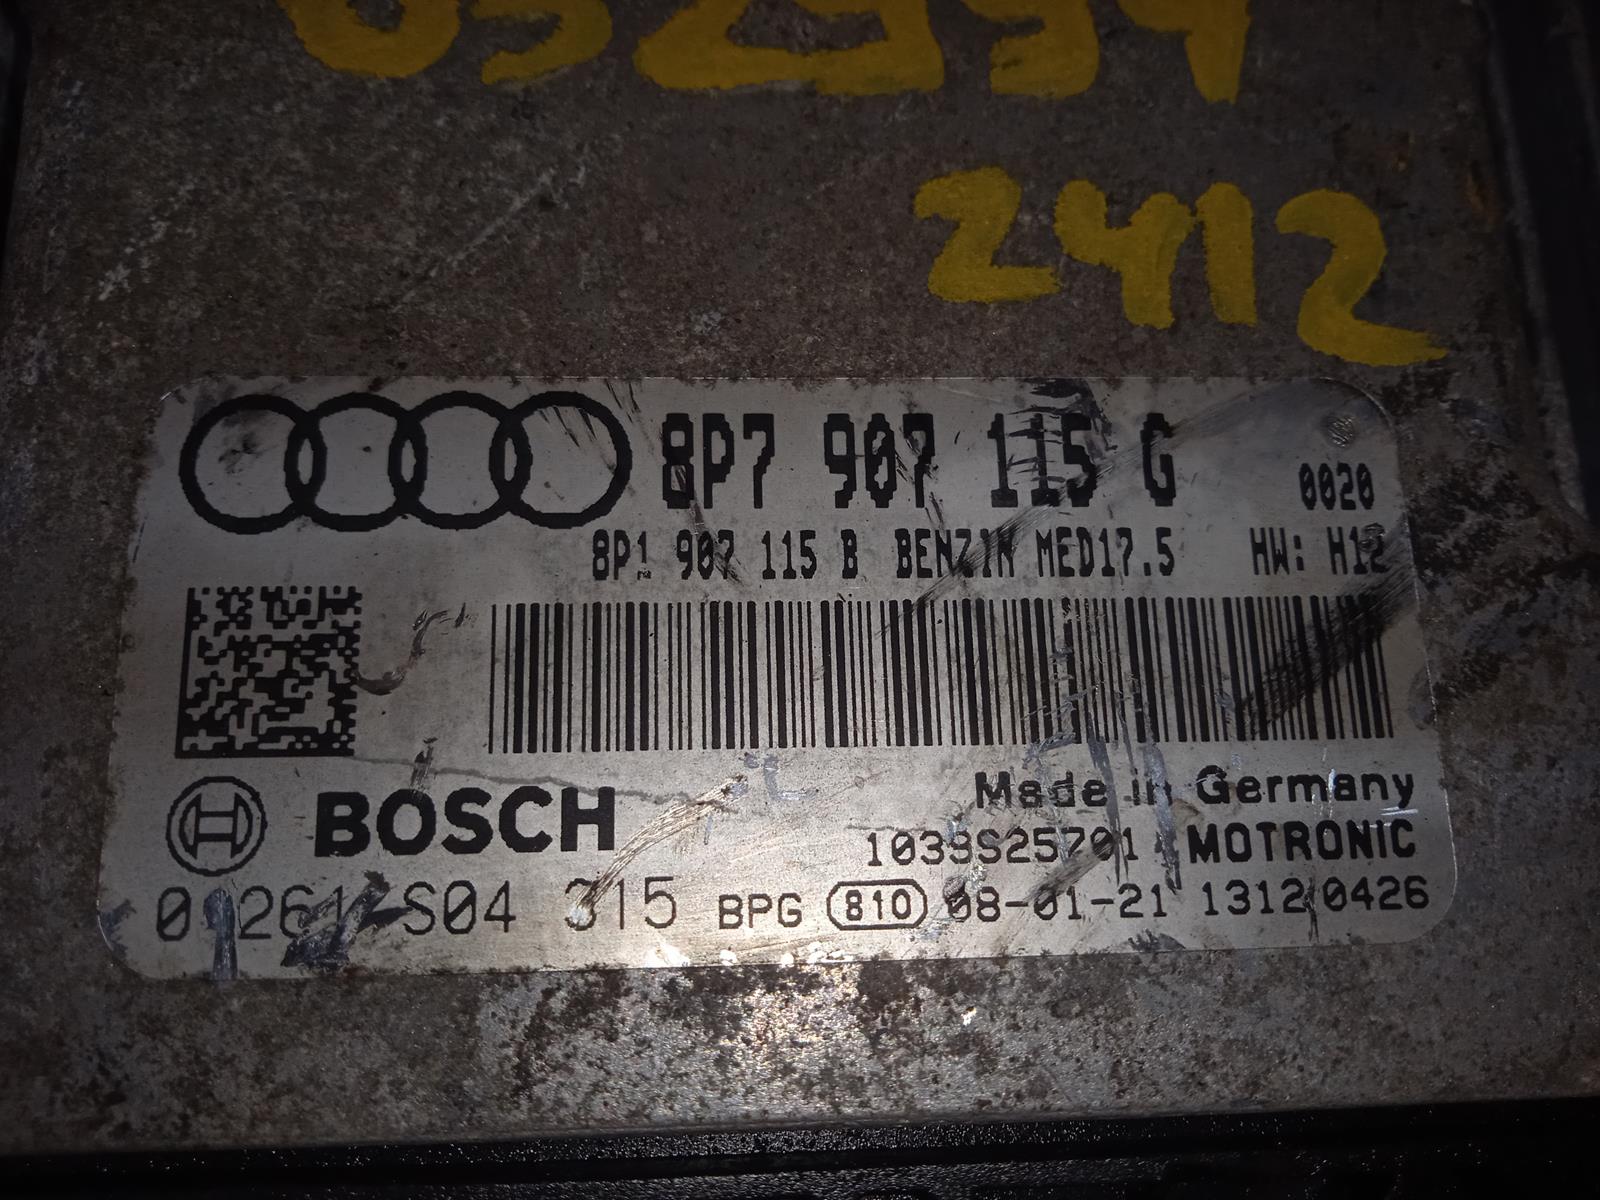 2412
8P7 907 115 G 0020
8P1 907 115 B BENZIN MED17.5 HW: H12
BOSCH
Made in Germany
1039S25701 MOTRONIC
0 261 S04 315 BPG 810 08-01-21 1312 0426